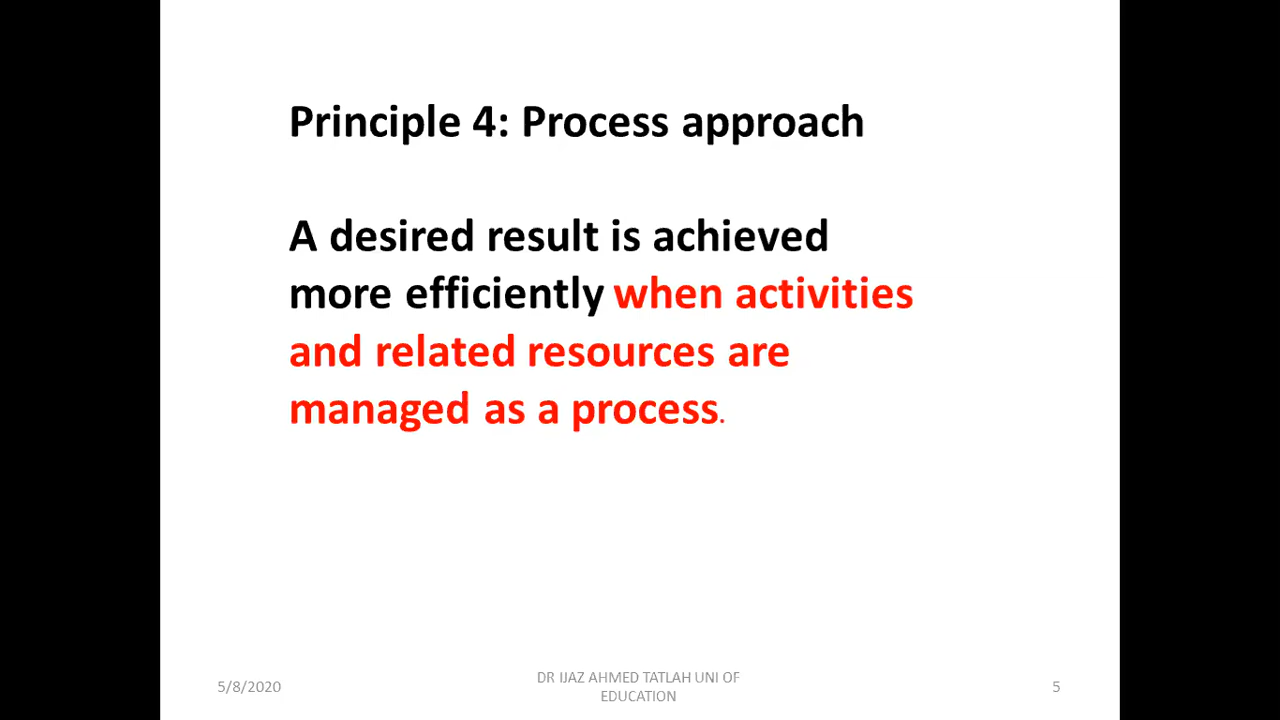 Principle 4: Process approach
A desired result is achieved
more efficiently when activities
and related resources are
managed as a process.
5/8/2020
DR IJAZ AHMED TATLAH UNI OF
EDUCATION
5